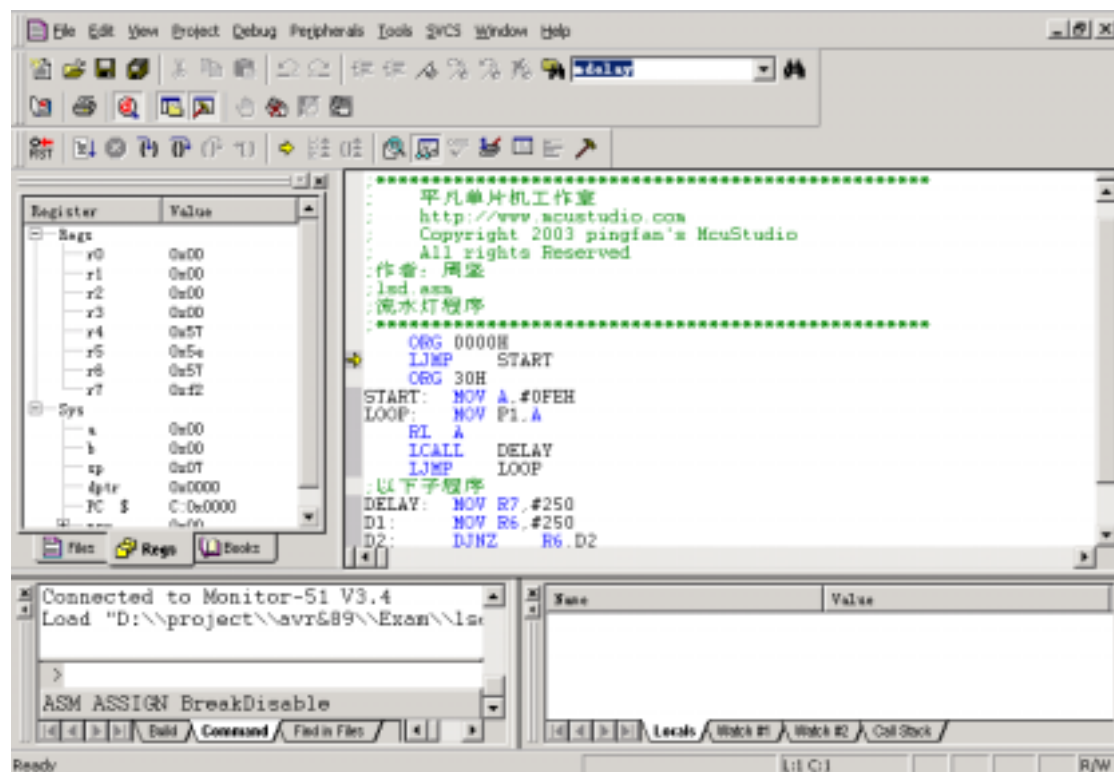 File Edit View Project Debug Peripherals Tools SVCS Window Help
mdelay
RST
Register Value
Regs
r0 0x00
r1 0x00
r2 0x00
r3 0x00
r4 0x57
r5 0x5e
r6 0x57
r7 0xf2
Sys
a 0x00
b 0x00
sp 0x07
dptr 0x0000
PC $ C:0x0000
psw 0x00
Files Regs Books
;**************************************************
; 平凡单片机工作室
; http://www.mcustudio.com
; Copyright 2003 pingfan's McuStudio
; All rights Reserved
;作者：周坚
;lsd.asm
;流水灯程序
;**************************************************
ORG 0000H
LJMP START
ORG 30H
START: MOV A,#0FEH
LOOP: MOV P1,A
RL A
LCALL DELAY
LJMP LOOP
;以下子程序
DELAY: MOV R7,#250
D1: MOV R6,#250
D2: DJNZ R6,D2
Connected to Monitor-51 V3.4
Load "D:\\project\\avr&89\\Exam\\lsd
>
ASM ASSIGN BreakDisable
Build Command Find in Files
Name Value
Locals Watch #1 Watch #2 Call Stack
Ready L:1 C:1 R/W